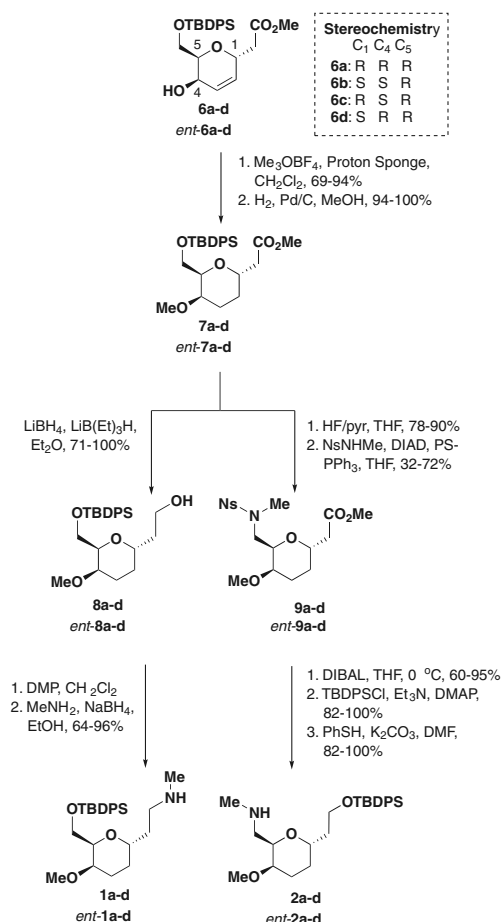 OTBDPS
CO2Me
5
O
1
HO
4
6a-d
ent-6a-d
Stereochemistry
C1 C4 C5
6a: R R R
6b: S S R
6c: R S R
6d: S R R
1. Me3OBF4, Proton Sponge,
CH2Cl2, 69-94%
2. H2, Pd/C, MeOH, 94-100%
OTBDPS CO2Me
O
MeO
7a-d
ent-7a-d
LiBH4, LiB(Et)3H,
Et2O, 71-100%
1. HF/pyr, THF, 78-90%
2. NsNHMe, DIAD, PS-
PPh3, THF, 32-72%
OH
OTBDPS
O
MeO
8a-d
ent-8a-d
Ns Me
N
CO2Me
O
MeO
9a-d
ent-9a-d
1. DMP, CH2Cl2
2. MeNH2, NaBH4,
EtOH, 64-96%
1. DIBAL, THF, 0 °C, 60-95%
2. TBDPSCl, Et3N, DMAP,
82-100%
3. PhSH, K2CO3, DMF,
82-100%
Me
NH
OTBDPS
O
MeO
1a-d
ent-1a-d
Me
NH
OTBDPS
O
MeO
2a-d
ent-2a-d